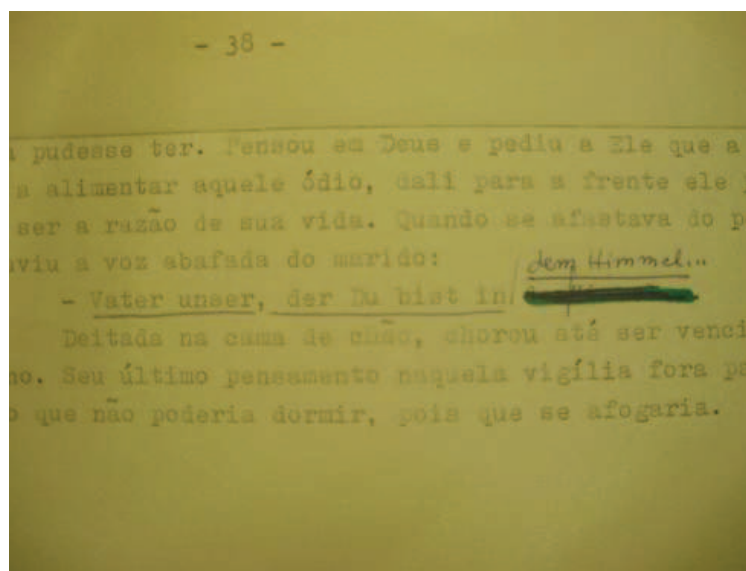 - 38 -
pudesse ter. Pensou em Deus e pediu a Ele que a
a alimentar aquele ódio, dali para a frente ele
ser a razão de sua vida. Quando se afastava do p
uviu a voz abafada do marido:
dem Himmel...
- Vater unser, der Du bist in
Deitada na cama de chão, chorou até ser venci
no. Seu último pensamento naquela vigília fora p
o que não poderia dormir, pois que se afogaria.